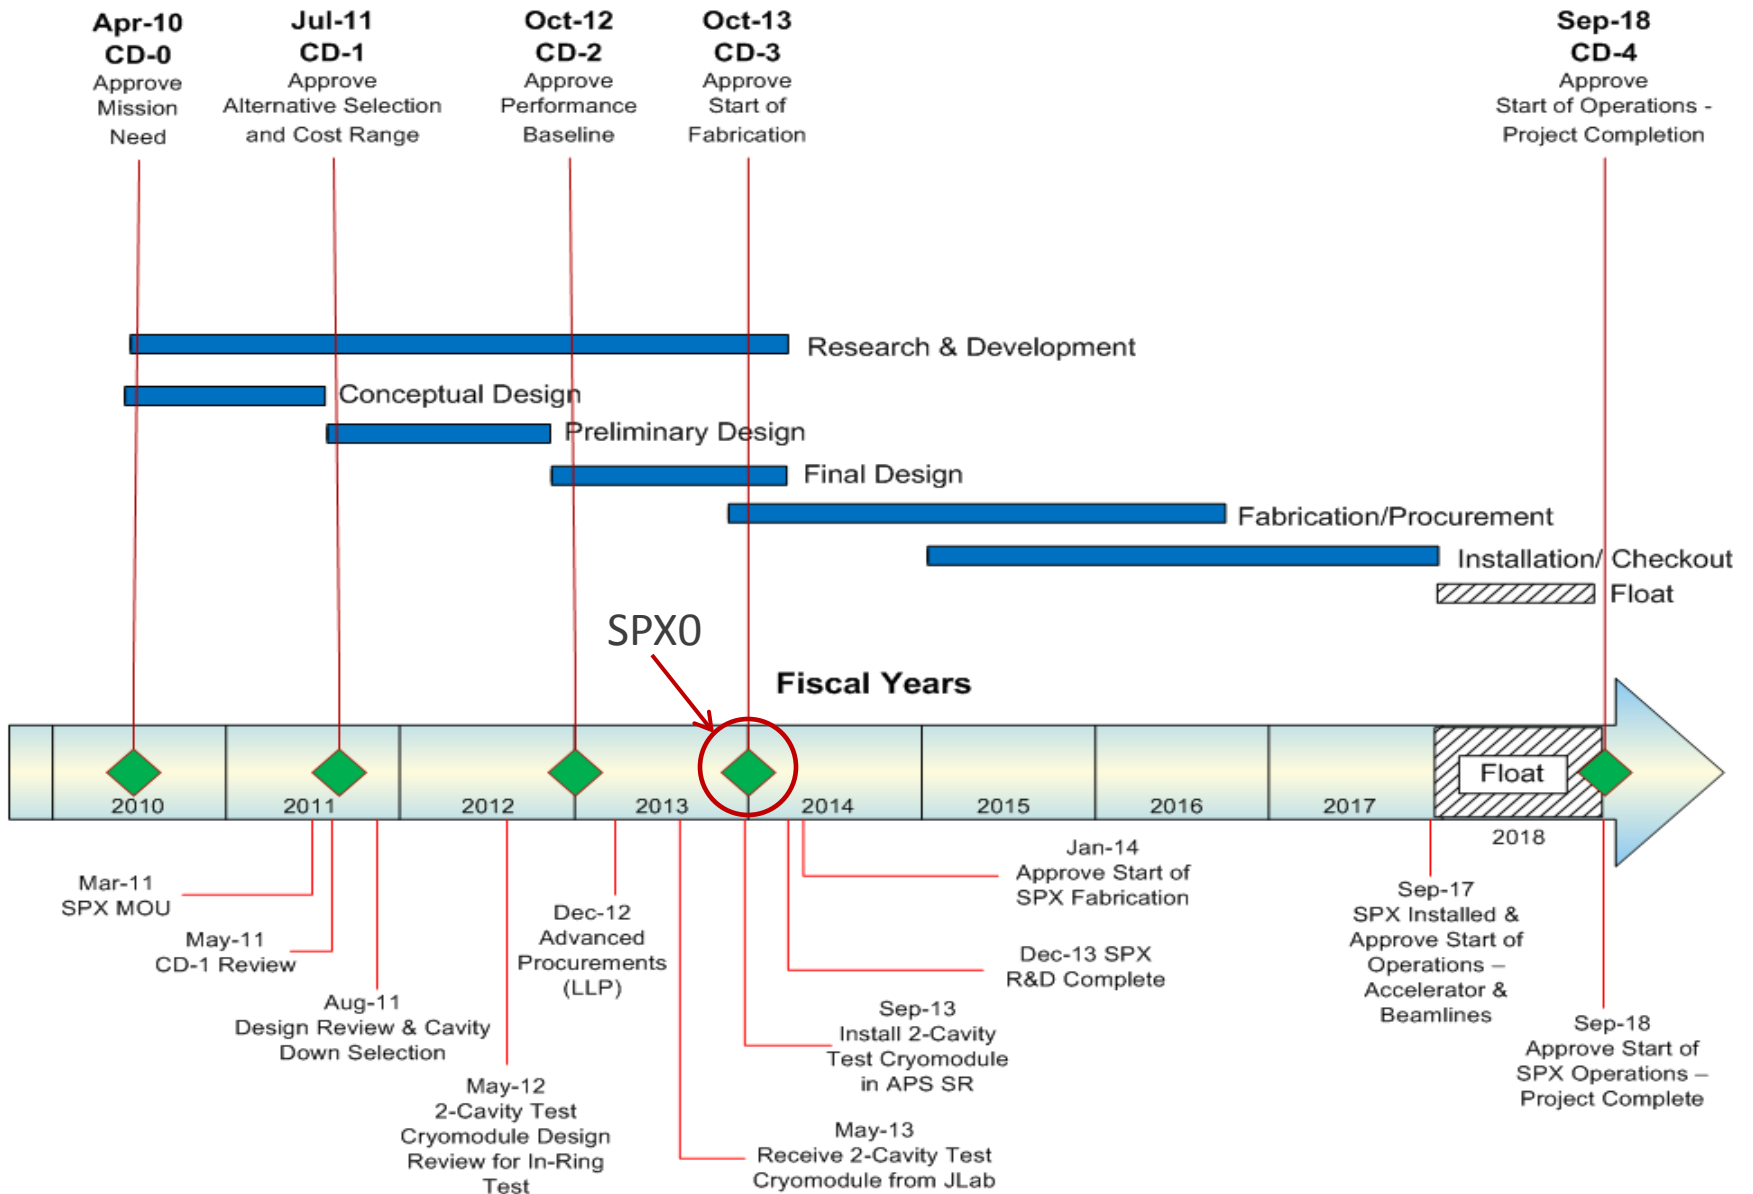 Apr-10
CD-0
Approve
Mission
Need
Jul-11
CD-1
Approve
Alternative Selection
and Cost Range
Oct-12
CD-2
Approve
Performance
Baseline
Oct-13
CD-3
Approve
Start of
Fabrication
Sep-18
CD-4
Approve
Start of Operations -
Project Completion
Research & Development
Conceptual Design
Preliminary Design
Final Design
Fabrication/Procurement
Installation/ Checkout
Float
SPX0
Fiscal Years
Float
2010
2011
2012
2013
2014
2015
2016
2017
2018
Mar-11
SPX MOU
May-11
CD-1 Review
Aug-11
Design Review & Cavity
Down Selection
May-12
2-Cavity Test
Cryomodule Design
Review for In-Ring
Test
Dec-12
Advanced
Procurements
(LLP)
Jan-14
Approve Start of
SPX Fabrication
Dec-13 SPX
R&D Complete
Sep-13
Install 2-Cavity
Test Cryomodule
in APS SR
May-13
Receive 2-Cavity Test
Cryomodule from JLab
Sep-17
SPX Installed &
Approve Start of
Operations –
Accelerator &
Beamlines
Sep-18
Approve Start of
SPX Operations –
Project Complete